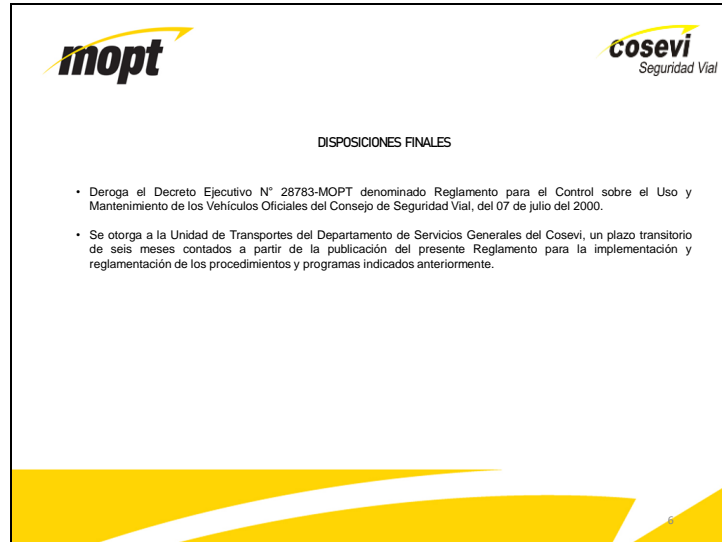 mopt
cosevi
Seguridad Vial
DISPOSICIONES FINALES
• Deroga el Decreto Ejecutivo N° 28783-MOPT denominado Reglamento para el Control sobre el Uso y
Mantenimiento de los Vehículos Oficiales del Consejo de Seguridad Vial, del 07 de julio del 2000.
• Se otorga a la Unidad de Transportes del Departamento de Servicios Generales del Cosevi, un plazo transitorio
de seis meses contados a partir de la publicación del presente Reglamento para la implementación y
reglamentación de los procedimientos y programas indicados anteriormente.
6